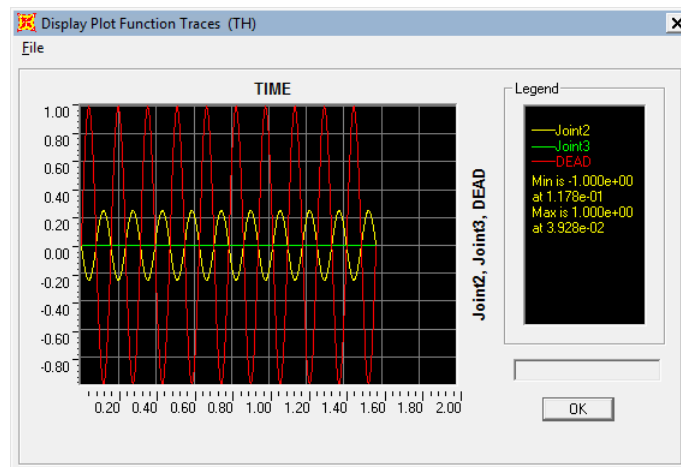 Display Plot Function Traces (TH)
File
TIME
1.00
0.80
0.60
0.40
0.20
0.00
-0.20
-0.40
-0.60
-0.80
0.20 0.40 0.60 0.80 1.00 1.20 1.40 1.60 1.80 2.00
Joint2, Joint3, DEAD
Legend
Joint2
Joint3
DEAD
Min is -1.000e+00
at 1.178e-01
Max is 1.000e+00
at 3.928e-02
OK